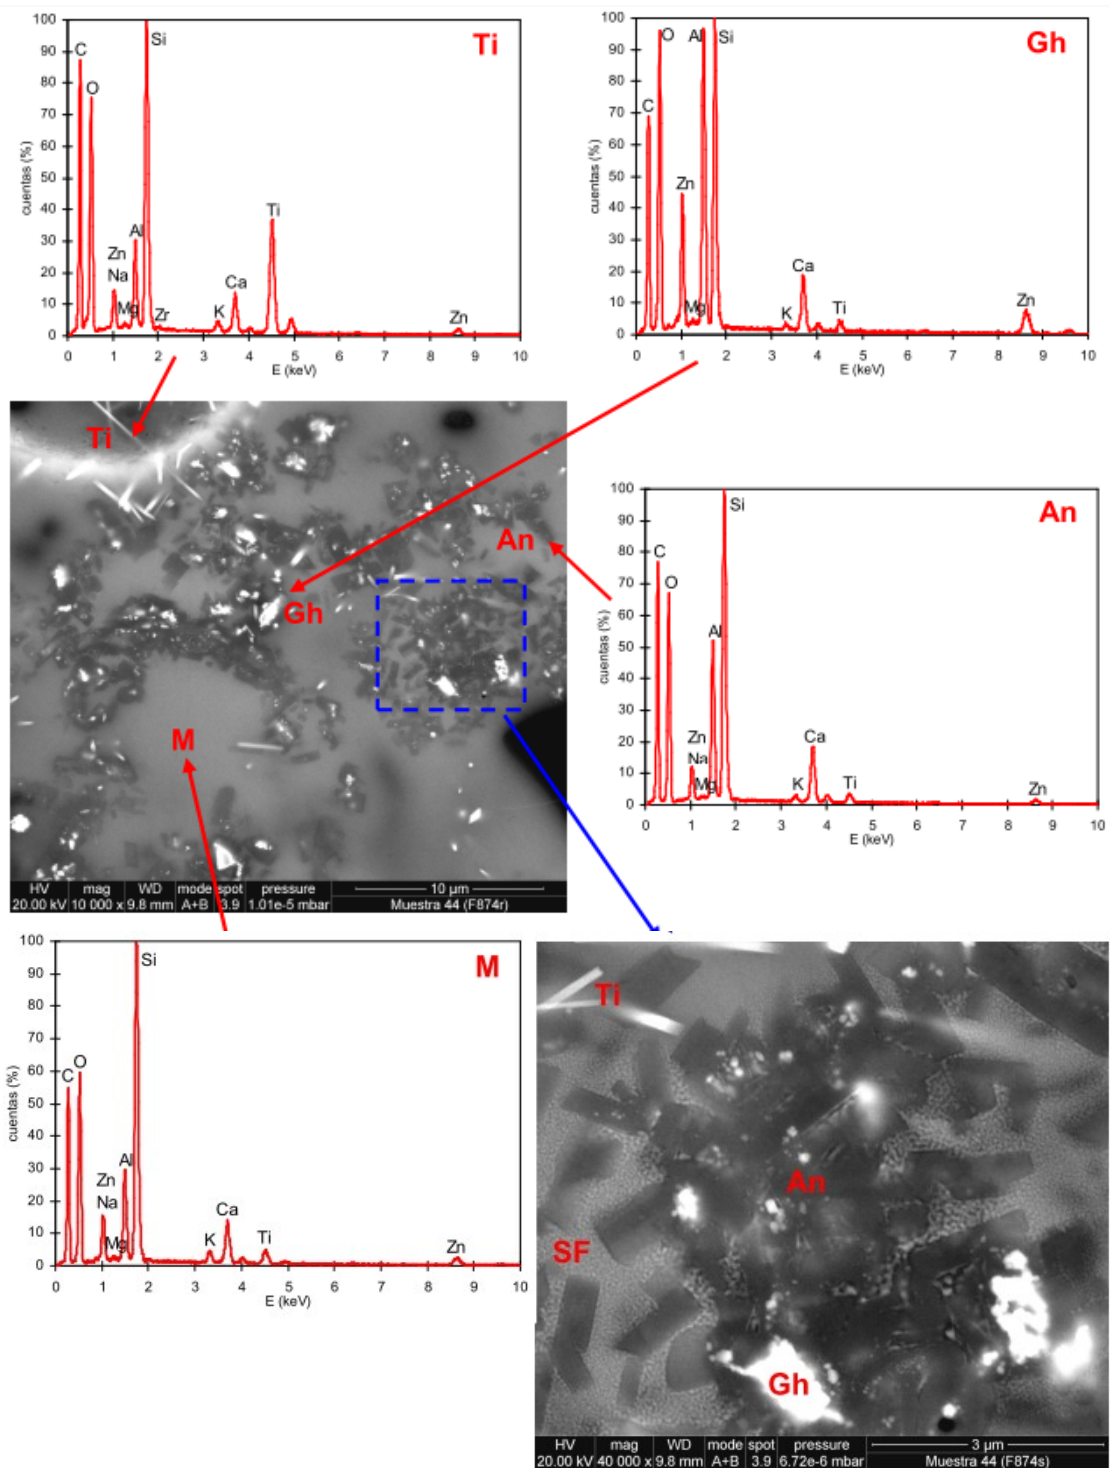 Ti
100
90
80
70
60
50
40
30
20
10
0
cuentas (%)
C
O
Si
Zn
Na
Mg
Al
Zr
K
Ca
Ti
Zn
0 1 2 3 4 5 6 7 8 9 10
E (keV)
Gh
100
90
80
70
60
50
40
30
20
10
0
cuentas (%)
C
O
Zn
Mg
Al
Si
K
Ca
Ti
Zn
0 1 2 3 4 5 6 7 8 9 10
E (keV)
Ti
An
Gh
M
HV mag WD mode spot pressure 10 µm
20.00 kV 10 000 x 9.8 mm A+B 3.9 1.01e-5 mbar Muestra 44 (F874r)
An
100
90
80
70
60
50
40
30
20
10
0
cuentas (%)
C
O
Zn
Na
Mg
Al
Si
K
Ca
Ti
Zn
0 1 2 3 4 5 6 7 8 9 10
E (keV)
M
100
90
80
70
60
50
40
30
20
10
0
cuentas (%)
C
O
Zn
Na
Mg
Al
Si
K
Ca
Ti
Zn
0 1 2 3 4 5 6 7 8 9 10
E (keV)
Ti
An
SF
Gh
HV mag WD mode spot pressure 3 µm
20.00 kV 40 000 x 9.8 mm A+B 3.9 6.72e-6 mbar Muestra 44 (F874s)